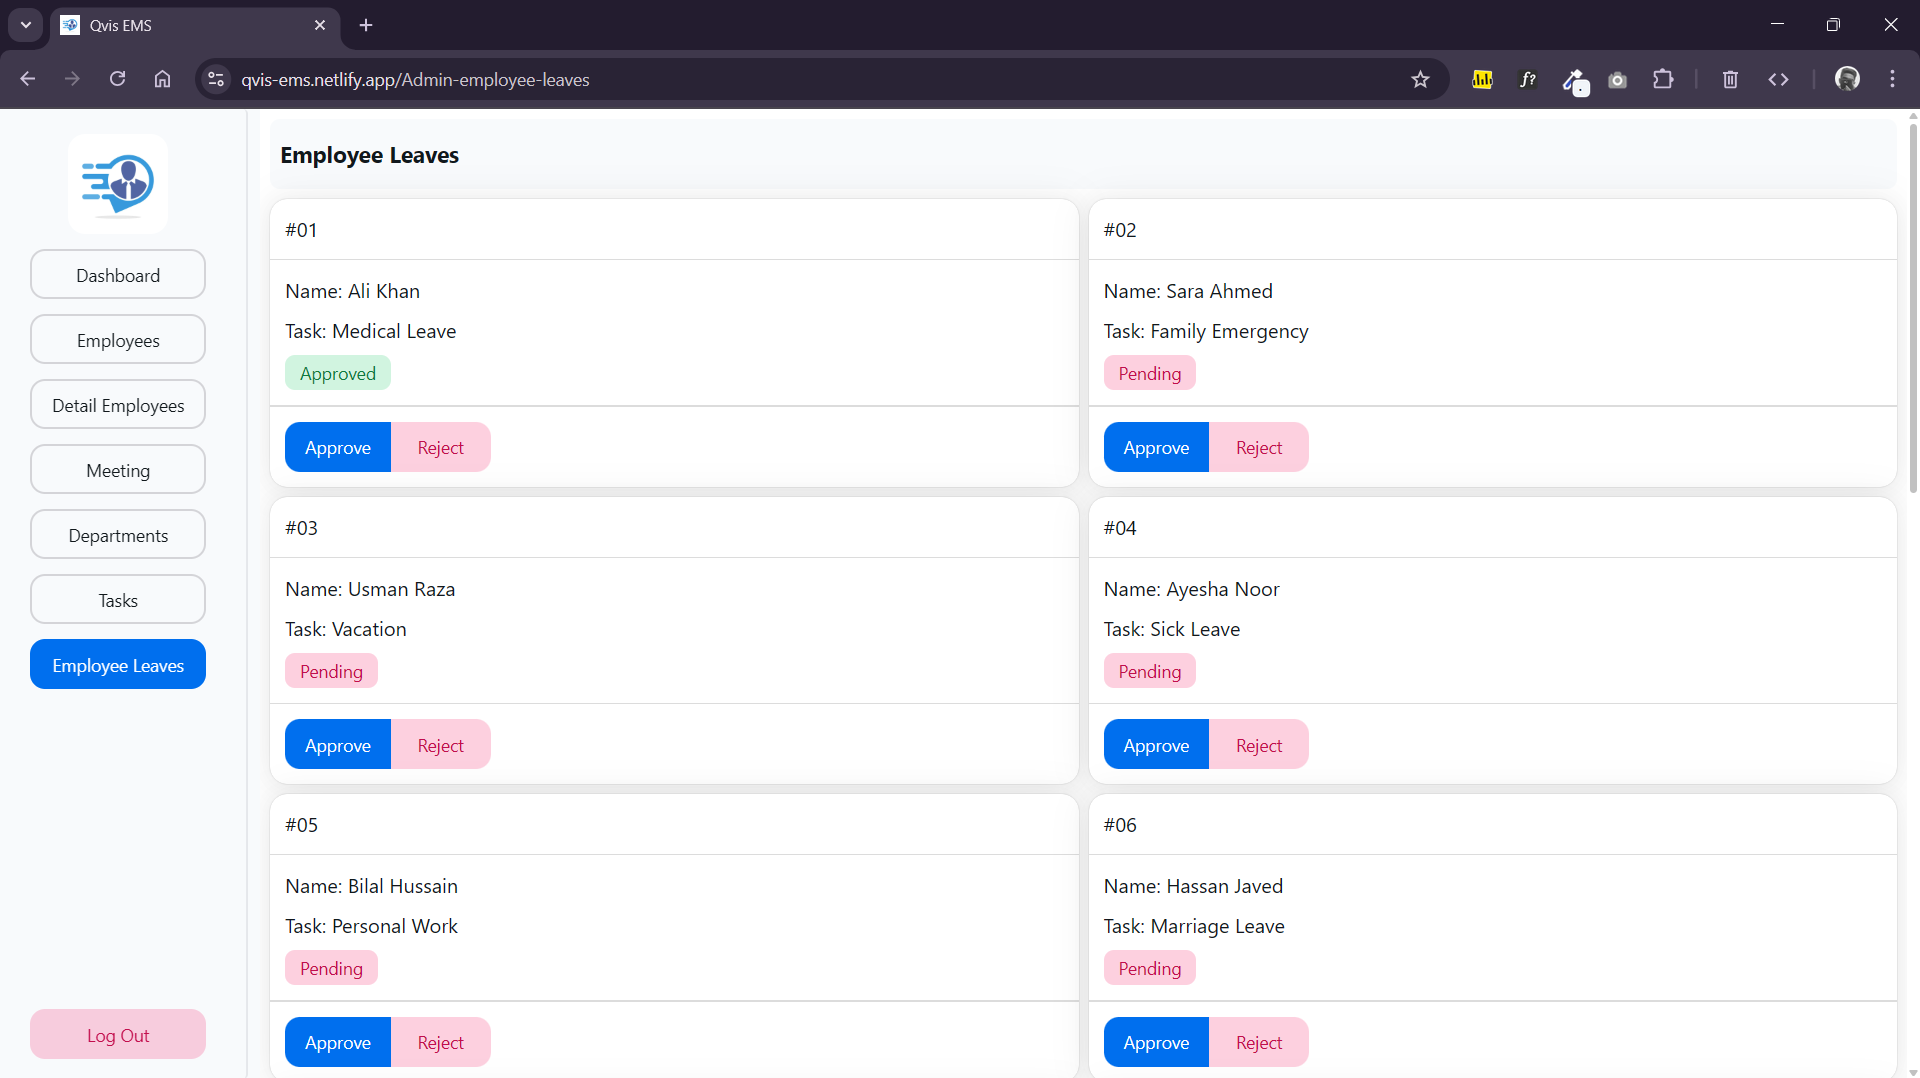 Qvis EMS
qvis-ems.netlify.app/Admin-employee-leaves
f?
Dashboard
Employees
Detail Employees
Meeting
Departments
Tasks
Employee Leaves
Log Out
Employee Leaves
#01
Name: Ali Khan
Task: Medical Leave
Approved
Approve Reject
#02
Name: Sara Ahmed
Task: Family Emergency
Pending
Approve Reject
#03
Name: Usman Raza
Task: Vacation
Pending
Approve Reject
#04
Name: Ayesha Noor
Task: Sick Leave
Pending
Approve Reject
#05
Name: Bilal Hussain
Task: Personal Work
Pending
Approve Reject
#06
Name: Hassan Javed
Task: Marriage Leave
Pending
Approve Reject